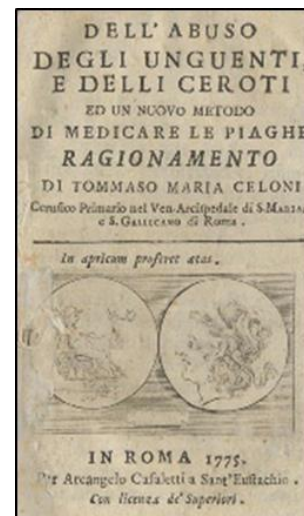 DELL' ABUSO
DEGLI UNGUENTI,
E DELLI CEROTI
ED UN NUOVO METODO
DI MEDICARE LE PIAGHE
RAGIONAMENTO
DI TOMMASO MARIA CELONI
Cerusico Primario nel Ven. Arcispedale di S. MARIA,
e S. GALLICANO di Roma.
In apricum proferet ætas.
IN ROMA 1775.
Per Arcangelo Casaletti a Sant' Eustachio.
Con licenza de' Superiori.